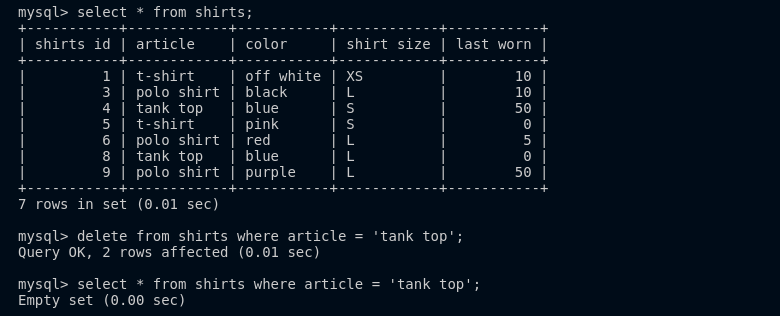 mysql> select * from shirts;
+-----------+------------+-----------+------------+-----------+
| shirts id | article    | color     | shirt size | last worn |
+-----------+------------+-----------+------------+-----------+
|         1 | t-shirt    | off white | XS         |        10 |
|         3 | polo shirt | black     | L          |        10 |
|         4 | tank top   | blue      | S          |        50 |
|         5 | t-shirt    | pink      | S          |         0 |
|         6 | polo shirt | red       | L          |         5 |
|         8 | tank top   | blue      | L          |         0 |
|         9 | polo shirt | purple    | L          |        50 |
+-----------+------------+-----------+------------+-----------+
7 rows in set (0.01 sec)
mysql> delete from shirts where article = 'tank top';
Query OK, 2 rows affected (0.01 sec)
mysql> select * from shirts where article = 'tank top';
Empty set (0.00 sec)